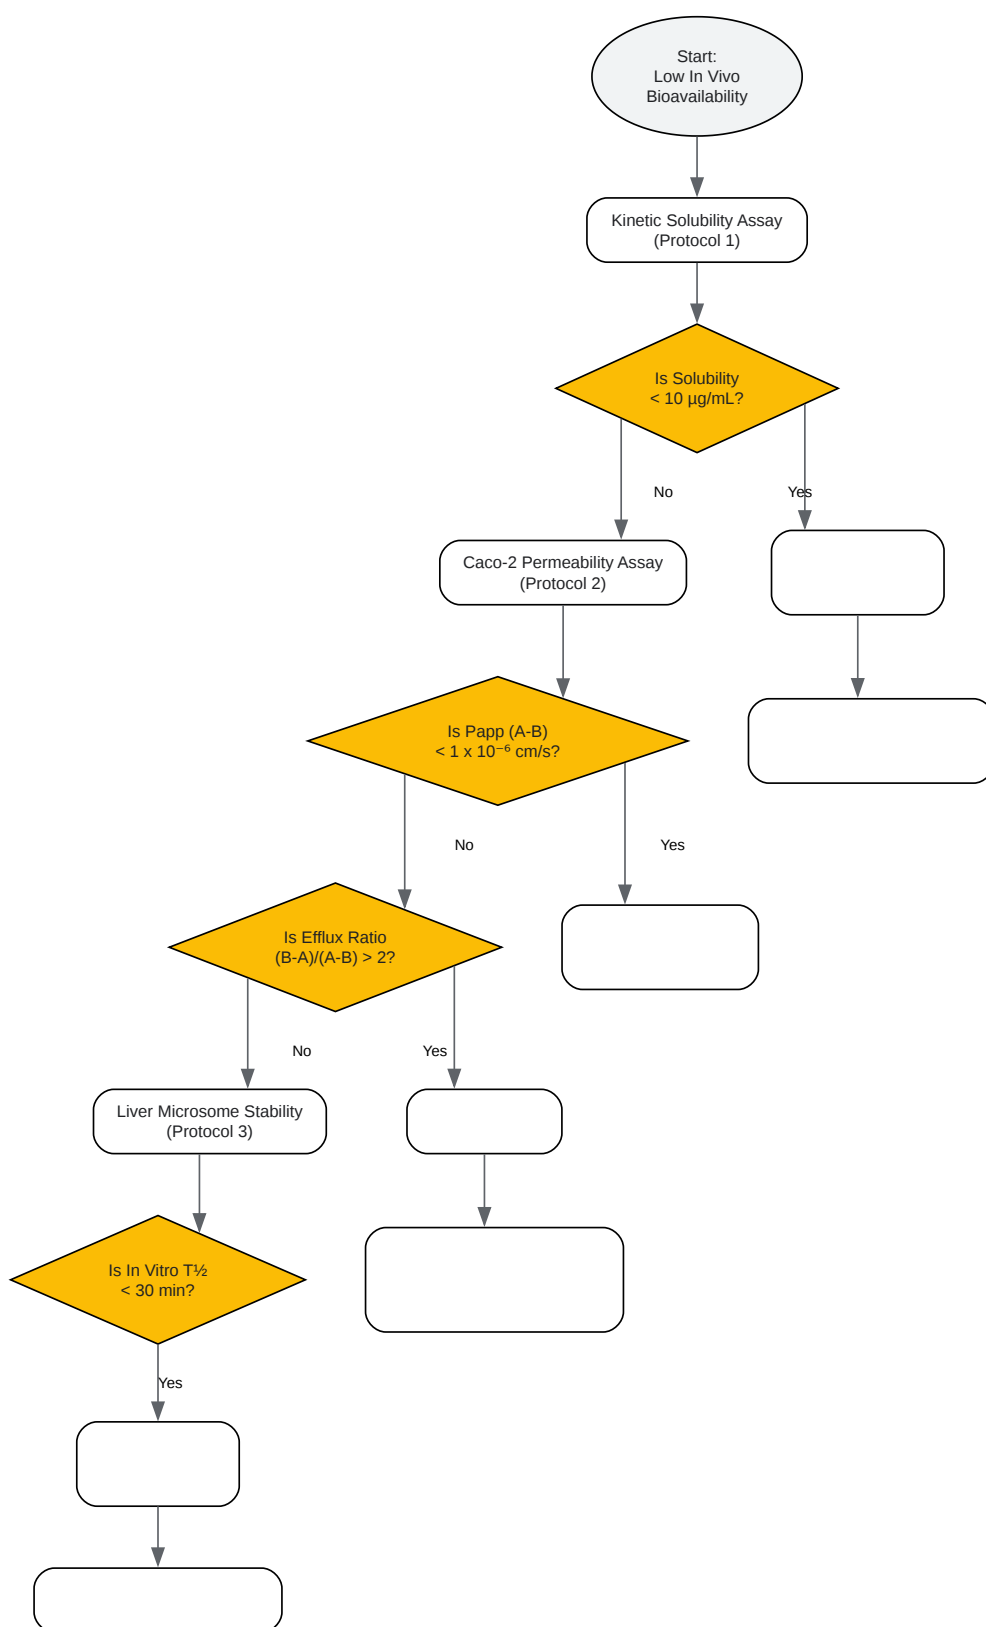 Start:
Low In Vivo
Bioavailability
Kinetic Solubility Assay
(Protocol 1)
Is Solubility
< 10 µg/mL?
No
Yes
Caco-2 Permeability Assay
(Protocol 2)
Is Papp (A-B)
< 1 x 10⁻⁶ cm/s?
No
Yes
Is Efflux Ratio
(B-A)/(A-B) > 2?
No
Yes
Liver Microsome Stability
(Protocol 3)
Is In Vitro T½
< 30 min?
Yes